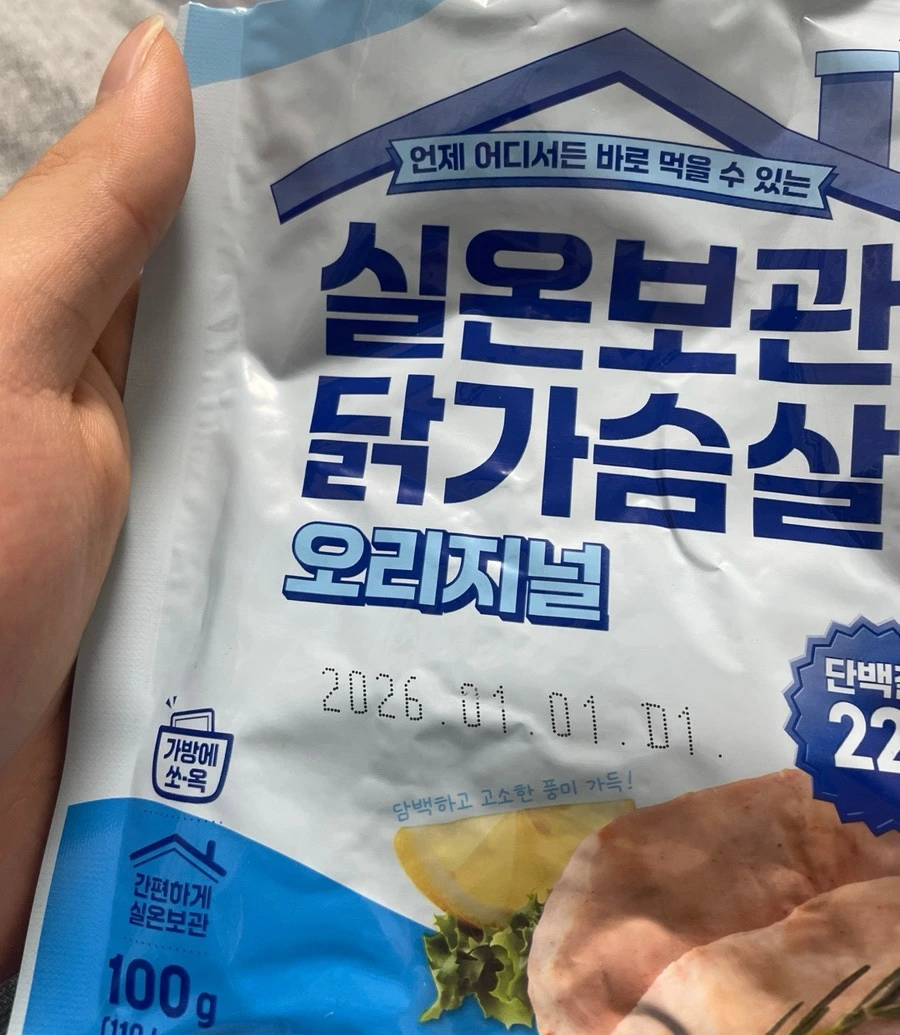 언제 어디서든 바로 먹을 수 있는
실온보관
닭가슴살
오리지널
2026.01.01.D1.
단백
22
가방에
쏘-옥
담백하고 고소한 풍미 가득!
간편하게
실온보관
100g